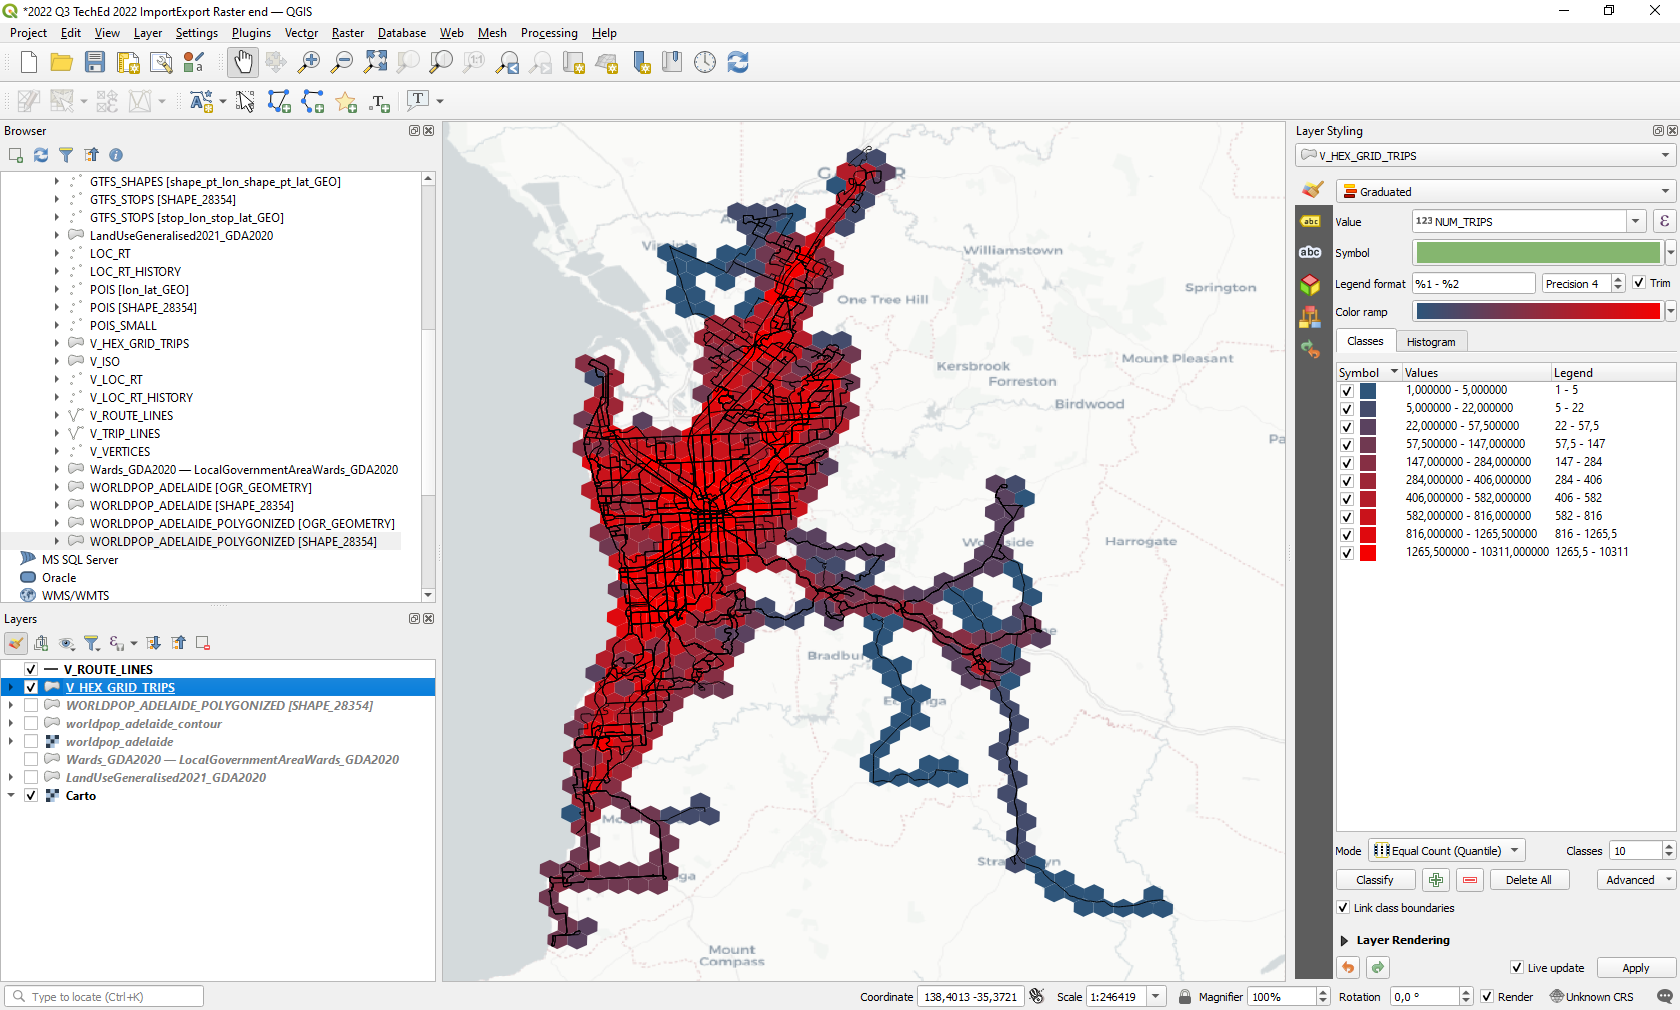 *2022 Q3 TechEd 2022 ImportExport Raster end — QGIS
Project Edit View Layer Settings Plugins Vector Raster Database Web Mesh Processing Help
Browser
GTFS_SHAPES [shape_pt_lon_shape_pt_lat_GEO]
GTFS_STOPS [SHAPE_28354]
GTFS_STOPS [stop_lon_stop_lat_GEO]
LandUseGeneralised2021_GDA2020
LOC_RT
LOC_RT_HISTORY
POIS [lon_lat_GEO]
POIS [SHAPE_28354]
POIS_SMALL
V_HEX_GRID_TRIPS
V_ISO
V_LOC_RT
V_LOC_RT_HISTORY
V_ROUTE_LINES
V_TRIP_LINES
V_VERTICES
Wards_GDA2020 — LocalGovernmentAreaWards_GDA2020
WORLDPOP_ADELAIDE [OGR_GEOMETRY]
WORLDPOP_ADELAIDE [SHAPE_28354]
WORLDPOP_ADELAIDE_POLYGONIZED [OGR_GEOMETRY]
WORLDPOP_ADELAIDE_POLYGONIZED [SHAPE_28354]
MS SQL Server
Oracle
WMS/WMTS
Layers
V_ROUTE_LINES
V_HEX_GRID_TRIPS
WORLDPOP_ADELAIDE_POLYGONIZED [SHAPE_28354]
worldpop_adelaide_contour
worldpop_adelaide
Wards_GDA2020 — LocalGovernmentAreaWards_GDA2020
LandUseGeneralised2021_GDA2020
Carto
Williamstown
Springton
One Tree Hill
Mount Pleasant
Kersbrook
Forreston
Birdwood
Harrogate
Mount
Compass
Layer Styling
V_HEX_GRID_TRIPS
Graduated
Value 123 NUM_TRIPS ε
Symbol
Legend format %1 - %2 Precision 4 Trim
Color ramp
Classes Histogram
Symbol Values Legend
1,000000 - 5,000000 1 - 5
5,000000 - 22,000000 5 - 22
22,000000 - 57,500000 22 - 57,5
57,500000 - 147,000000 57,5 - 147
147,000000 - 284,000000 147 - 284
284,000000 - 406,000000 284 - 406
406,000000 - 582,000000 406 - 582
582,000000 - 816,000000 582 - 816
816,000000 - 1265,500000 816 - 1265,5
1265,500000 - 10311,000000 1265,5 - 10311
Mode Equal Count (Quantile) Classes 10
Classify Delete All Advanced
Link class boundaries
Layer Rendering
Live update Apply
Type to locate (Ctrl+K) Coordinate 138,4013 -35,3721 Scale 1:246419 Magnifier 100% Rotation 0,0 ° Render Unknown CRS